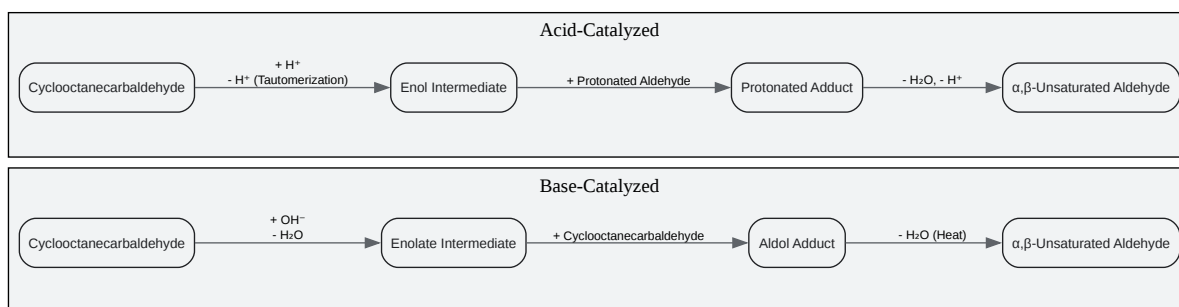 Acid-Catalyzed
Cyclooctanecarbaldehyde
+ H⁺
- H⁺ (Tautomerization)
Enol Intermediate
+ Protonated Aldehyde
Protonated Adduct
- H₂O, - H⁺
α,β-Unsaturated Aldehyde
Base-Catalyzed
Cyclooctanecarbaldehyde
+ OH⁻
- H₂O
Enolate Intermediate
+ Cyclooctanecarbaldehyde
Aldol Adduct
- H₂O (Heat)
α,β-Unsaturated Aldehyde